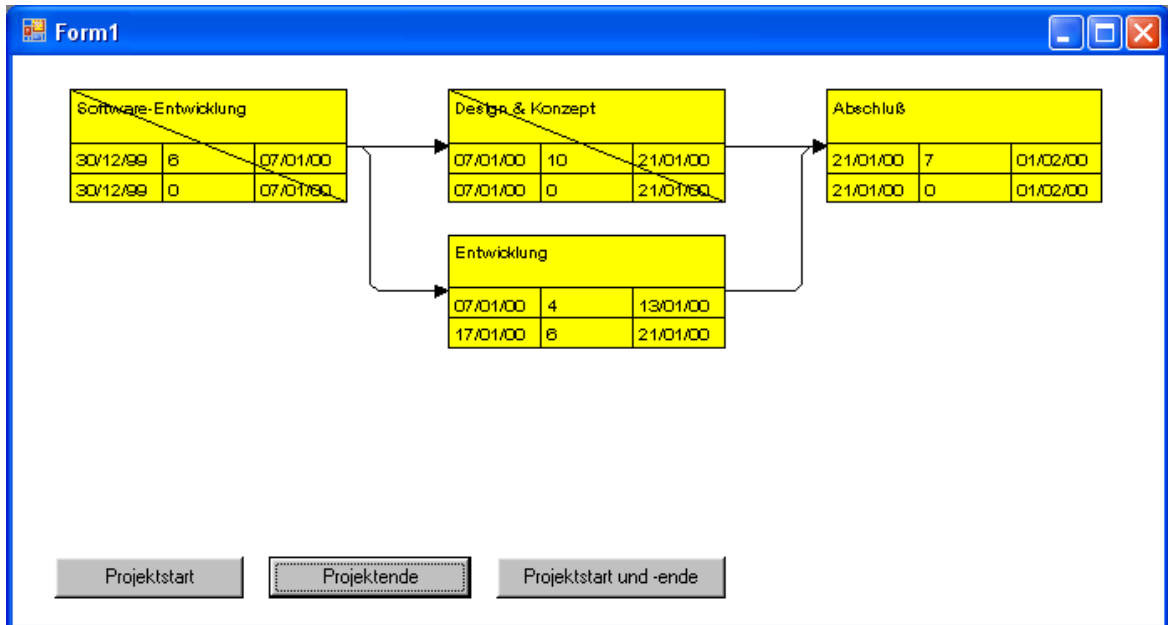 Form1
Software-Entwicklung
30/12/99 6 07/01/00
30/12/99 0 07/01/00
Design & Konzept
07/01/00 10 21/01/00
07/01/00 0 21/01/00
Abschluß
21/01/00 7 01/02/00
21/01/00 0 01/02/00
Entwicklung
07/01/00 4 13/01/00
17/01/00 6 21/01/00
Projektstart
Projektende
Projektstart und -ende